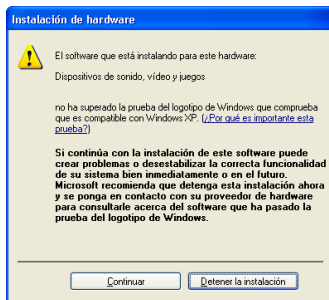 Instalación de hardware
El software que está instalando para este hardware:
Dispositivos de sonido, vídeo y juegos
no ha superado la prueba del logotipo de Windows que comprueba
que es compatible con Windows XP. (¿Por qué es importante esta
prueba?)
Si continúa con la instalación de este software puede
crear problemas o desestabilizar la correcta funcionalidad
de su sistema bien inmediatamente o en el futuro.
Microsoft recomienda que detenga esta instalación ahora
y se ponga en contacto con su proveedor de hardware
para consultarle acerca del software que ha pasado la
prueba del logotipo de Windows.
Continuar
Detener la instalación